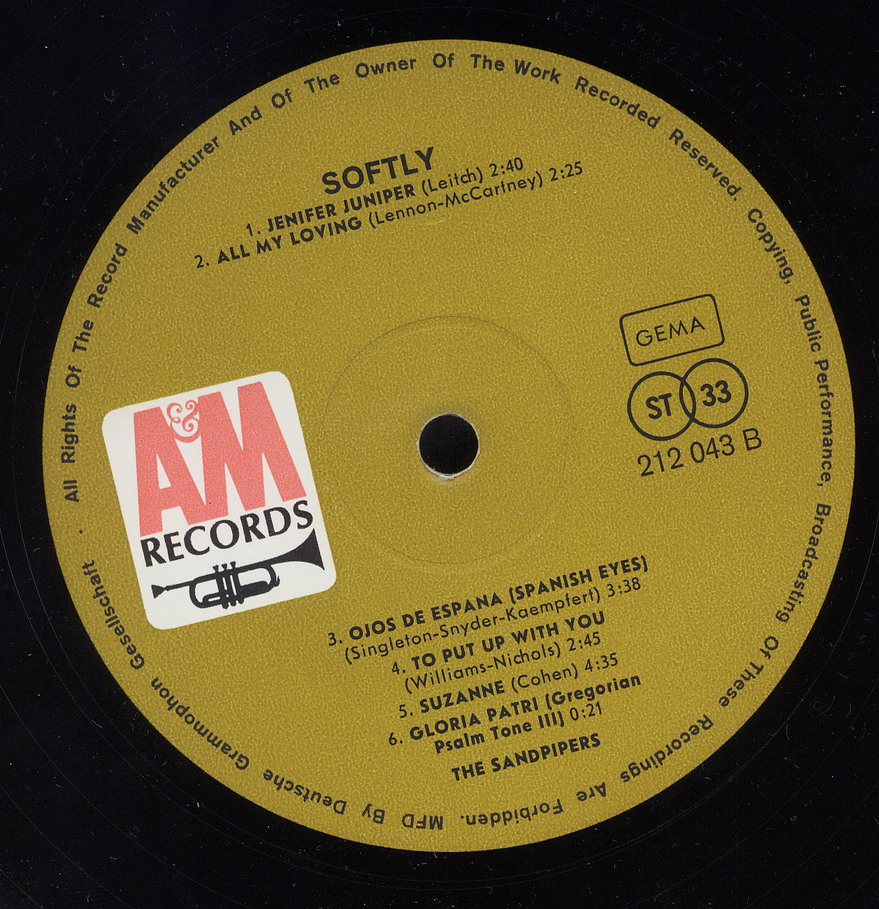 All Rights Of The Record Manufacturer And Of The Owner Of The Work Recorded Reserved. Copying, Public Performance, Broadcasting Of These Recordings Are Forbidden. MFD By Deutsche Grammophon Gesellschaft .
SOFTLY
1. JENIFER JUNIPER (Leitch) 2:40
2. ALL MY LOVING (Lennon-McCartney) 2:25
GEMA
ST 33
212 043 B
A&M
RECORDS
3. OJOS DE ESPANA (SPANISH EYES)
(Singleton-Snyder-Kaempfert) 3:38
4. TO PUT UP WITH YOU
(Williams-Nichols) 2:45
5. SUZANNE (Cohen) 4:35
6. GLORIA PATRI (Gregorian
Psalm Tone III) 0:21
THE SANDPIPERS